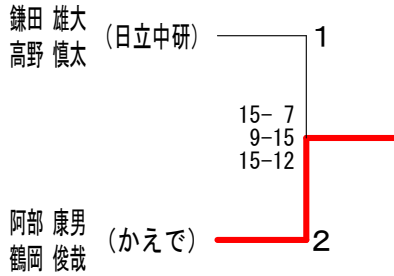 鎌田 雄大
高野 慎太
(日立中研)
1
15- 7
9-15
15-12
阿部 康男
鶴岡 俊哉
(かえで)
2